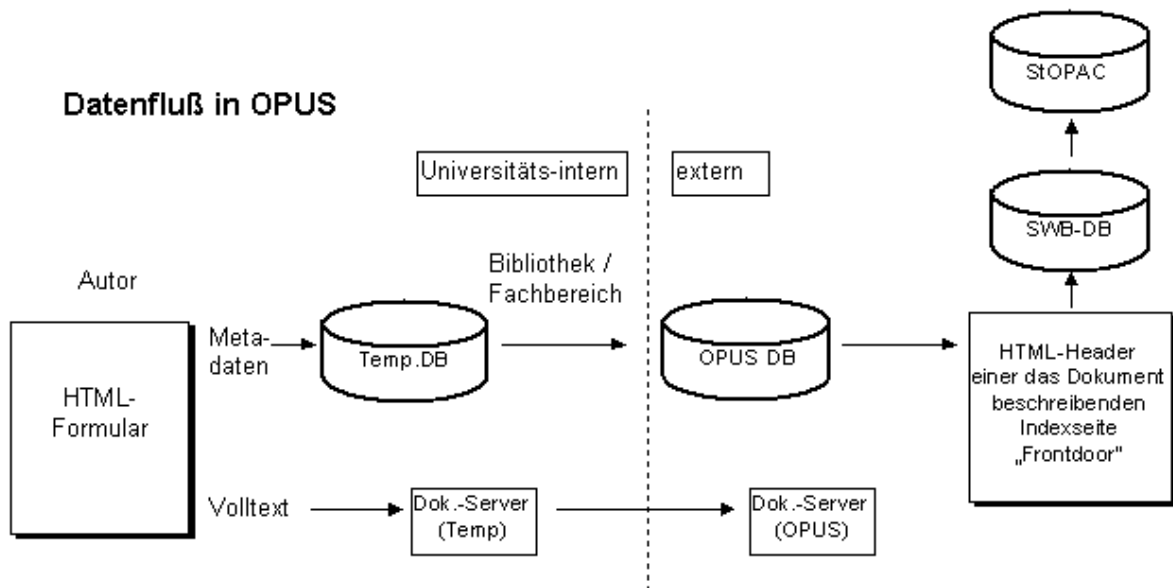 StOPAC
Datenfluß in OPUS
Universitäts-intern
extern
SWB-DB
Autor
Bibliothek /
Fachbereich
HTML-
Formular
Meta-
daten
Temp.DB
OPUS DB
HTML-Header
einer das Dokument
beschreibenden
Indexseite
„Frontdoor"
Volltext
Dok.-Server
(Temp)
Dok.-Server
(OPUS)